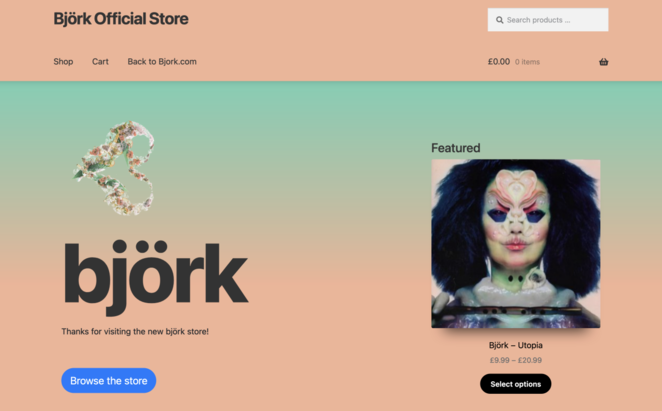 Björk Official Store
Search products ...
Shop Cart Back to Bjork.com
£0.00 0 items
björk
Thanks for visiting the new björk store!
Browse the store
Featured
Björk – Utopia
£9.99 – £20.99
Select options